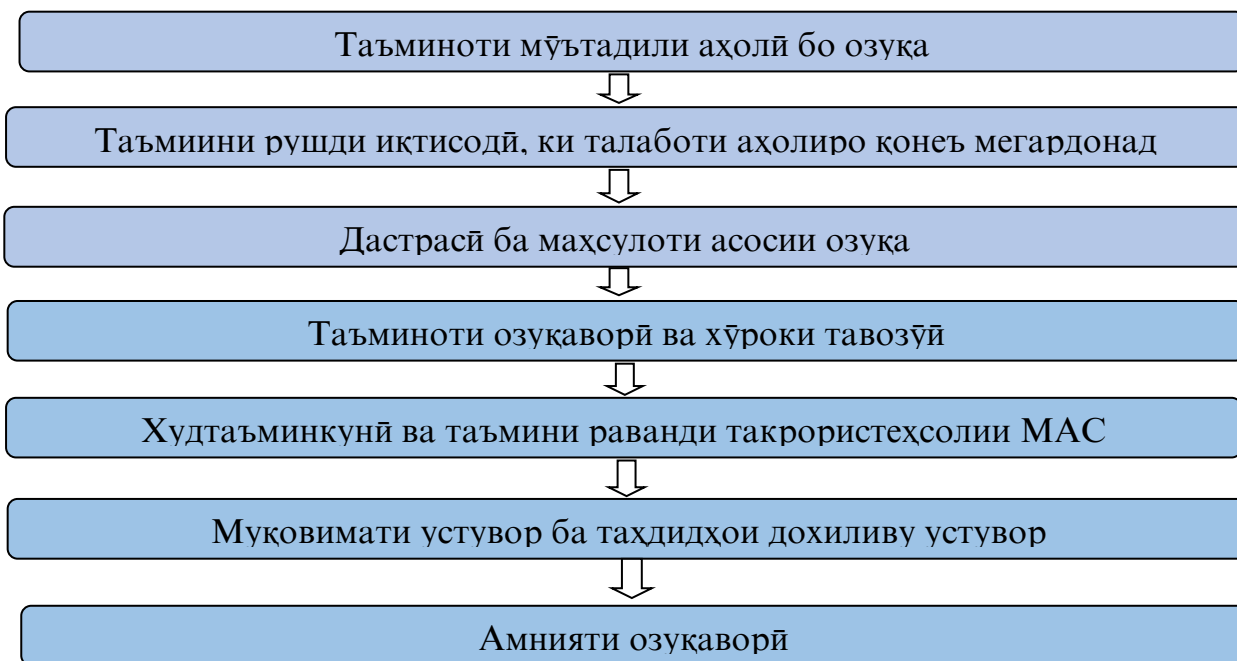 Таъминоти мӯътадили аҳолӣ бо озуқа
Таъмиини рушди иқтисодӣ, ки талаботи аҳолиро қонеъ мегардонад
Дастрасӣ ба маҳсулоти асосии озуқа
Таъминоти озуқаворӣ ва хӯроки тавозӯӣ
Худтаъминкунӣ ва таъмини раванди такрористеҳсолии МАС
Муқовимати устувор ба таҳдидҳои дохиливу устувор
Амнияти озуқаворӣ